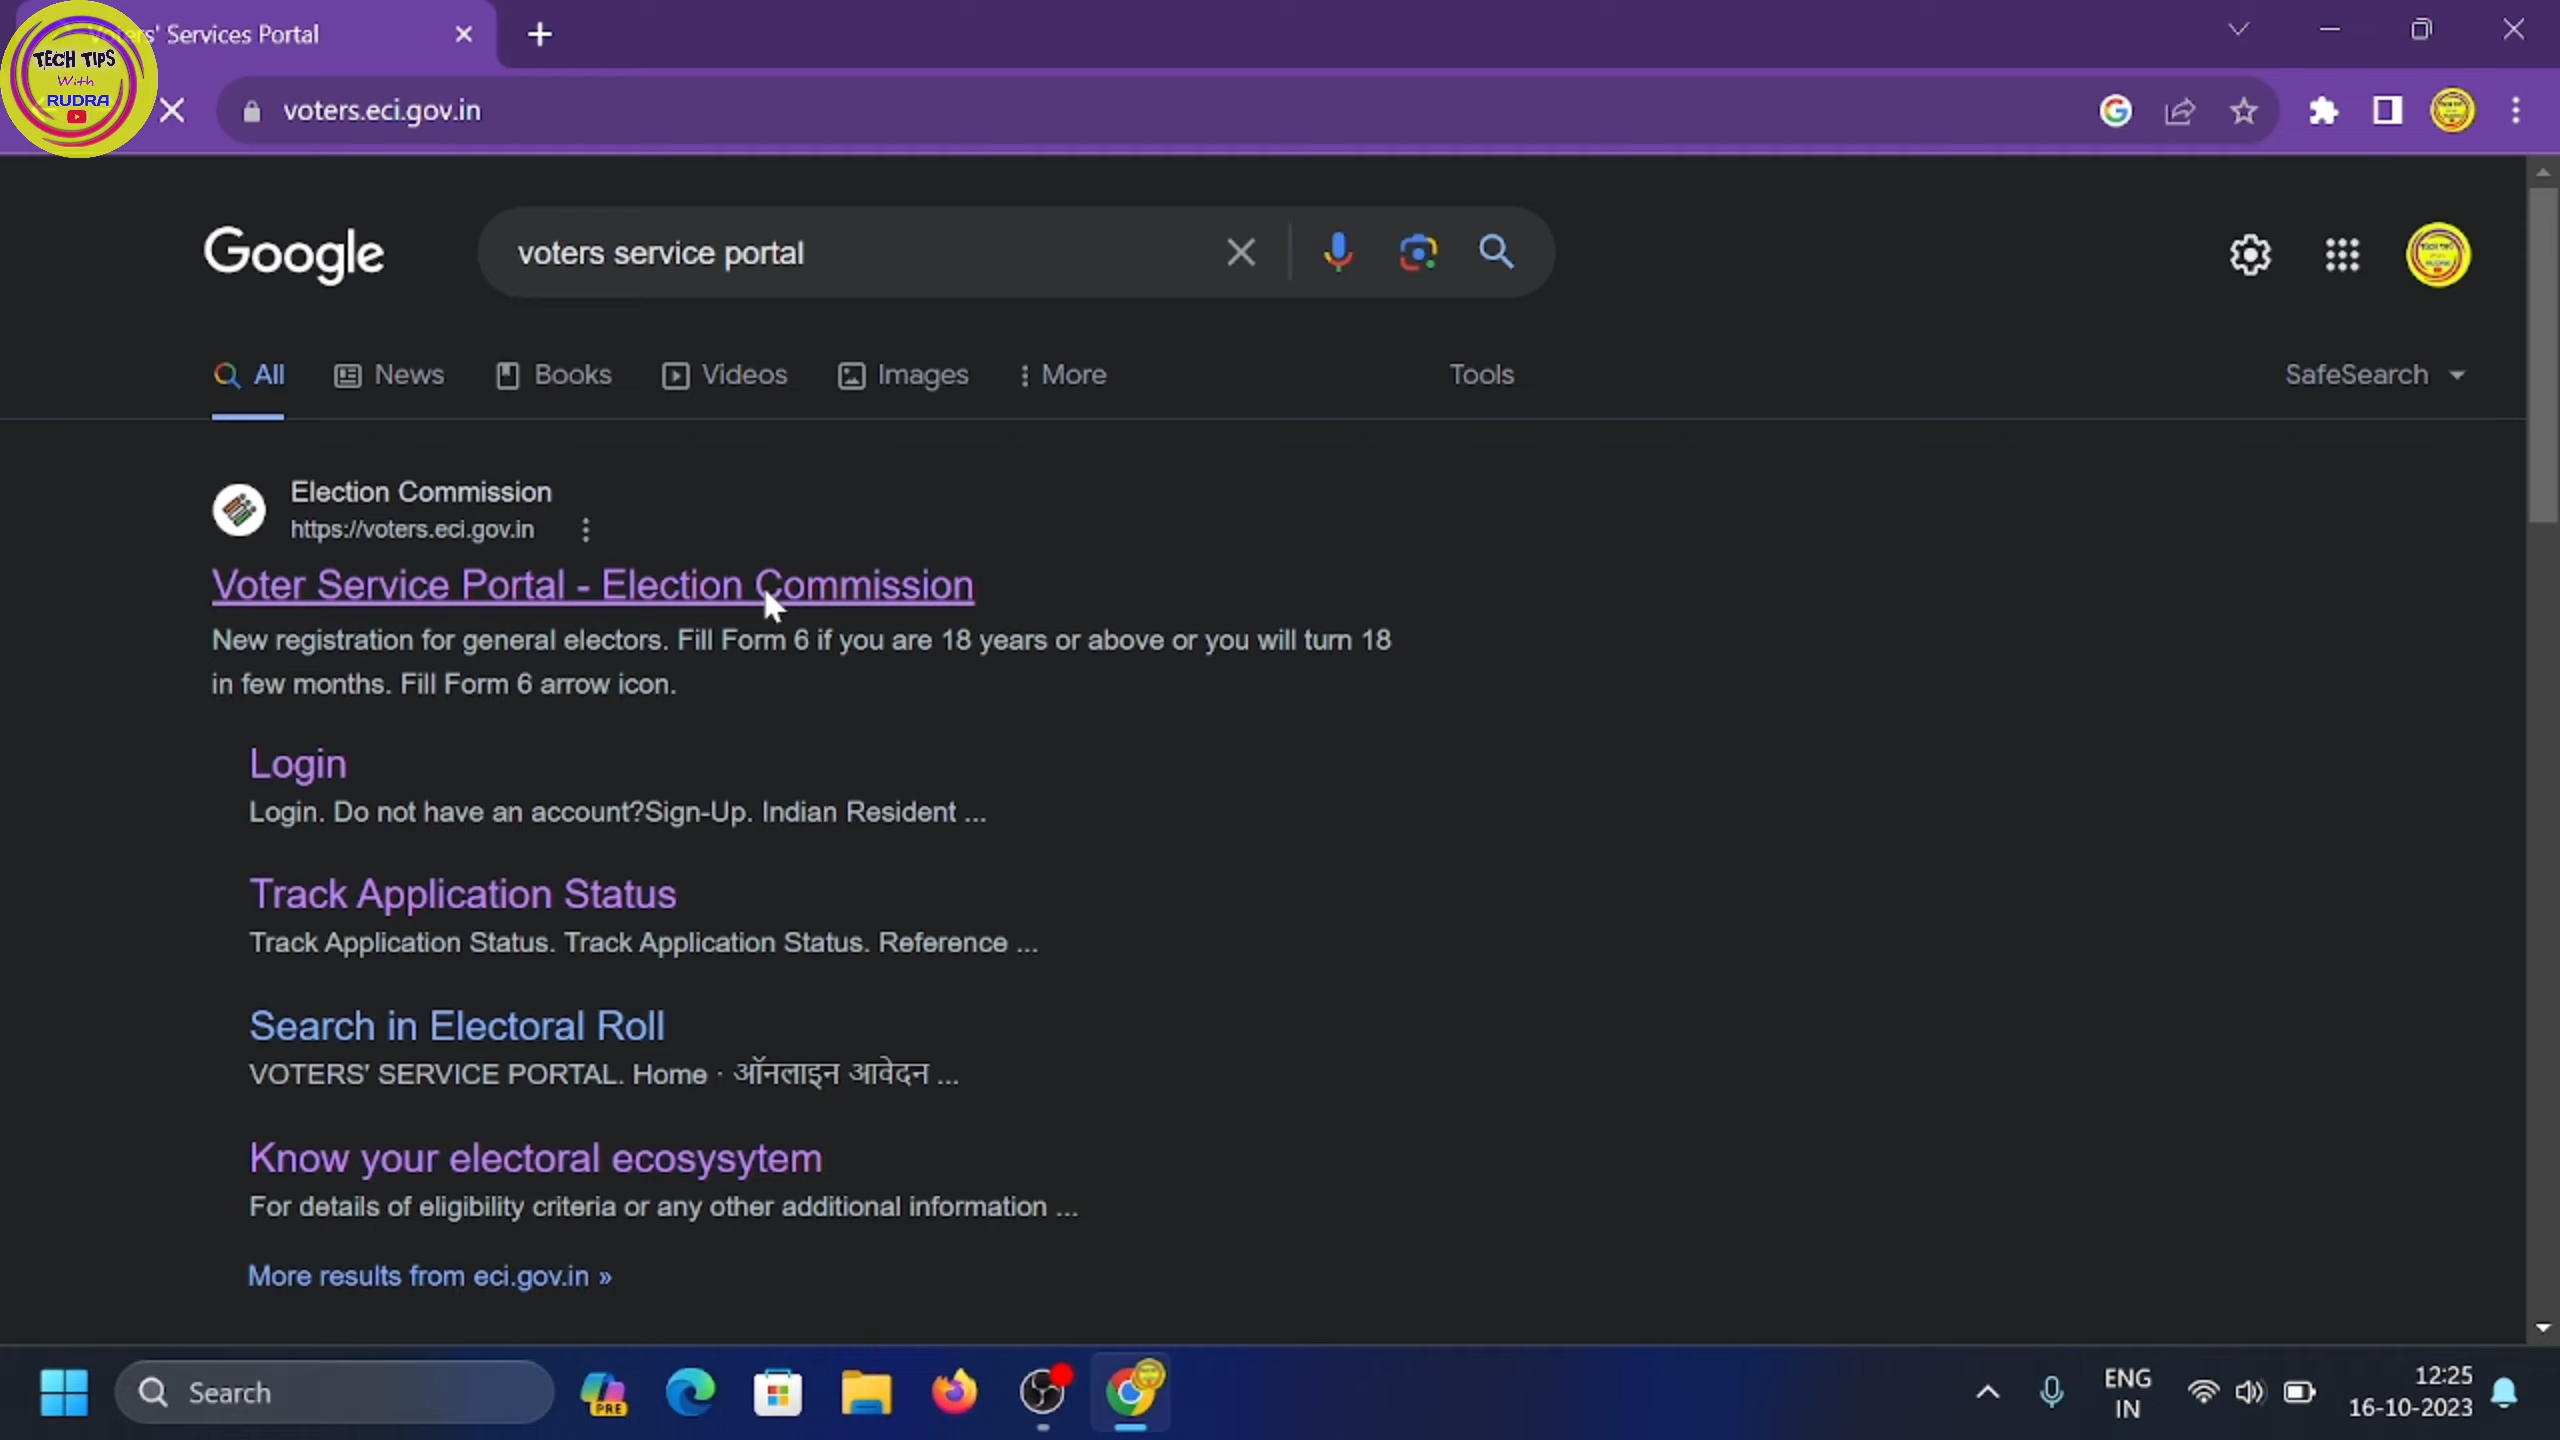 TECH TIPS
With
RUDRA
Services Portal
voters.eci.gov.in
Google
voters service portal
All
News
Books
Videos
Images
More
Tools
SafeSearch
Election Commission
https://voters.eci.gov.in
Voter Service Portal - Election Commission
New registration for general electors. Fill Form 6 if you are 18 years or above or you will turn 18
in few months. Fill Form 6 arrow icon.
Login
Login. Do not have an account?Sign-Up. Indian Resident ...
Track Application Status
Track Application Status. Track Application Status. Reference ...
Search in Electoral Roll
VOTERS' SERVICE PORTAL. Home · ऑनलाइन आवेदन ...
Know your electoral ecosysytem
For details of eligibility criteria or any other additional information ...
More results from eci.gov.in »
Search
PRE
ENG
IN
12:25
16-10-2023